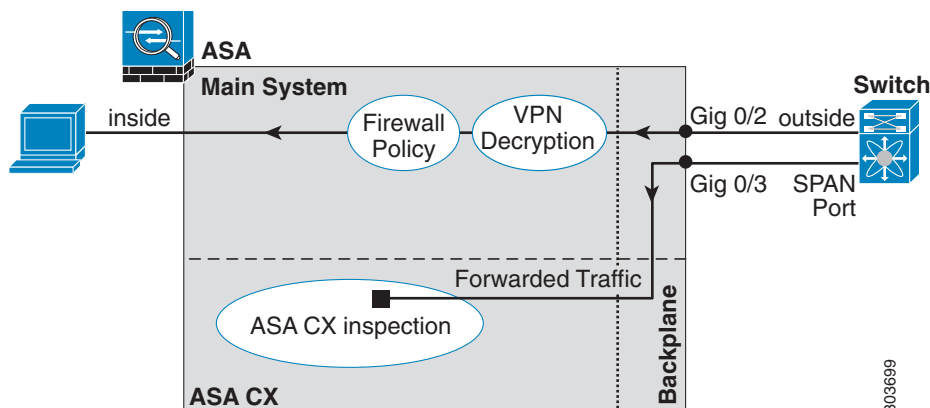 ASA
Main System
Switch
inside
Firewall
Policy
VPN
Decryption
Gig 0/2
outside
Gig 0/3
SPAN
Port
Forwarded Traffic
ASA CX inspection
Backplane
ASA CX
303699